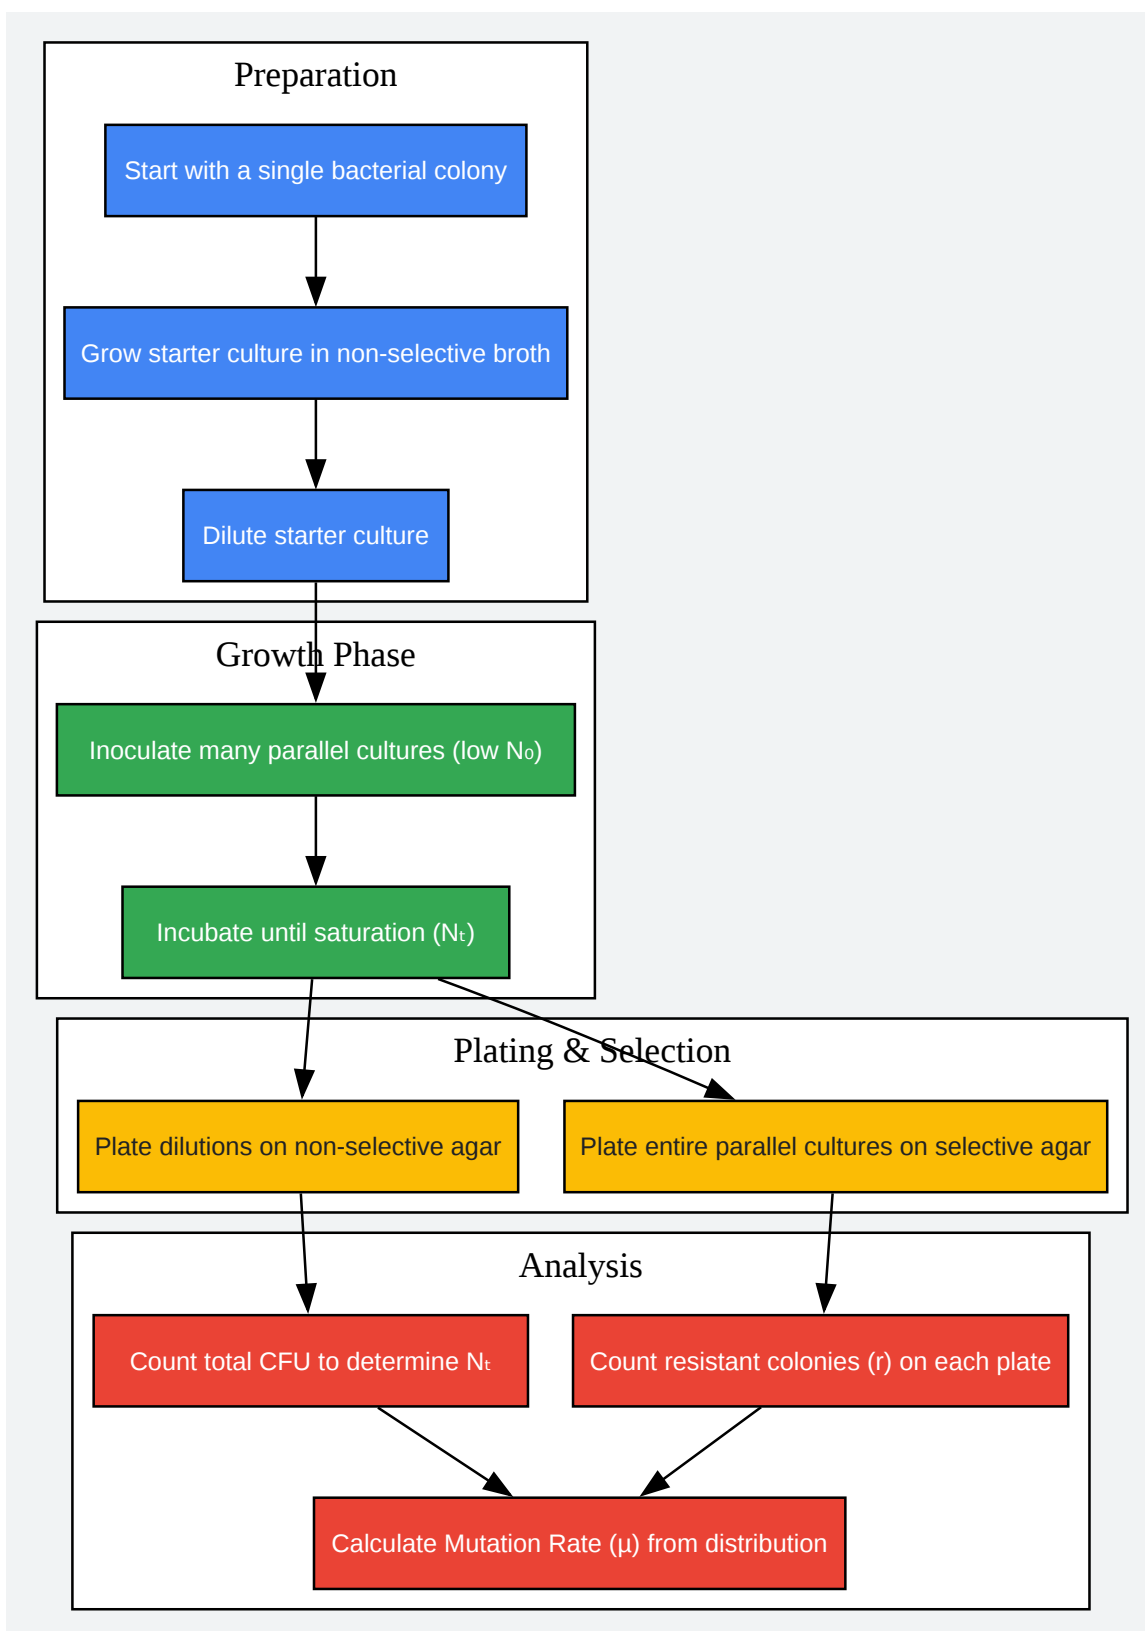 Preparation
Start with a single bacterial colony
Grow starter culture in non-selective broth
Dilute starter culture
Growth Phase
Inoculate many parallel cultures (low N₀)
Incubate until saturation (Nₜ)
Plating & Selection
Plate dilutions on non-selective agar
Plate entire parallel cultures on selective agar
Analysis
Count total CFU to determine Nₜ
Count resistant colonies (r) on each plate
Calculate Mutation Rate (µ) from distribution